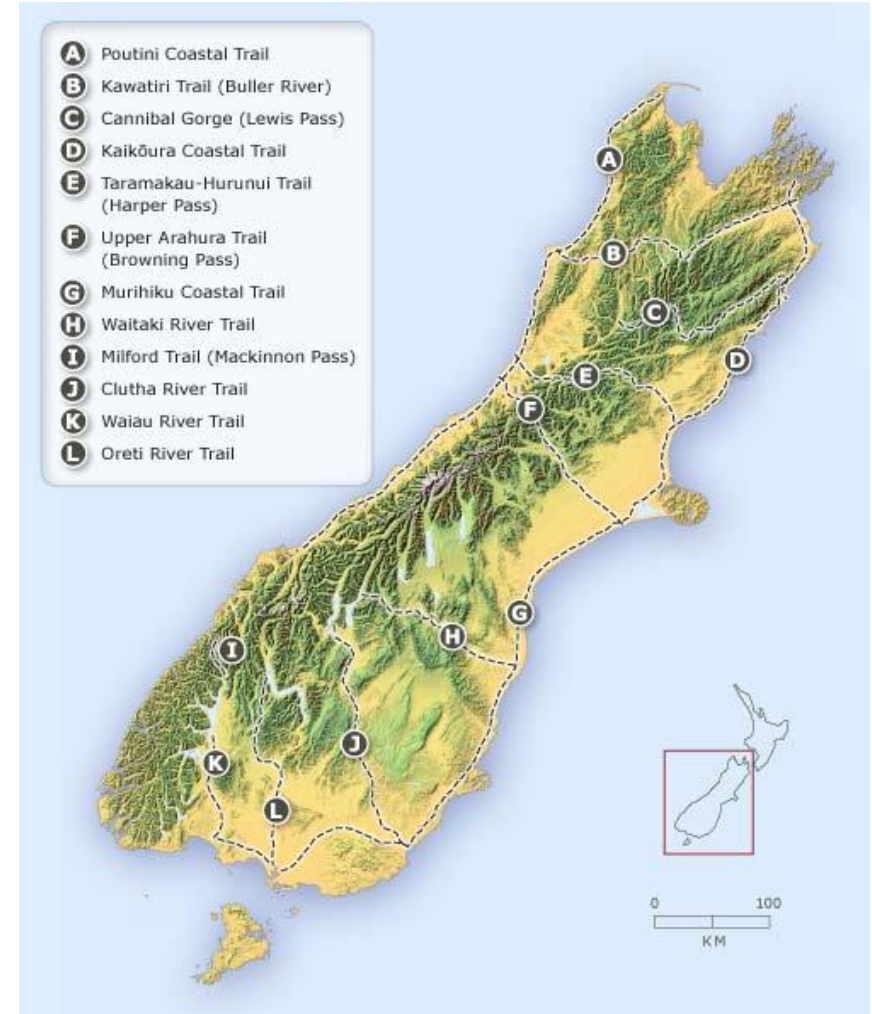 A Poutini Coastal Trail
B Kawatiri Trail (Buller River)
C Cannibal Gorge (Lewis Pass)
D Kaikōura Coastal Trail
E Taramakau-Hurunui Trail
(Harper Pass)
F Upper Arahura Trail
(Browning Pass)
G Murihiku Coastal Trail
H Waitaki River Trail
I Milford Trail (Mackinnon Pass)
J Clutha River Trail
K Waiau River Trail
L Oreti River Trail
A
B
C
D
E
F
G
H
I
J
K
L
0 100
KM